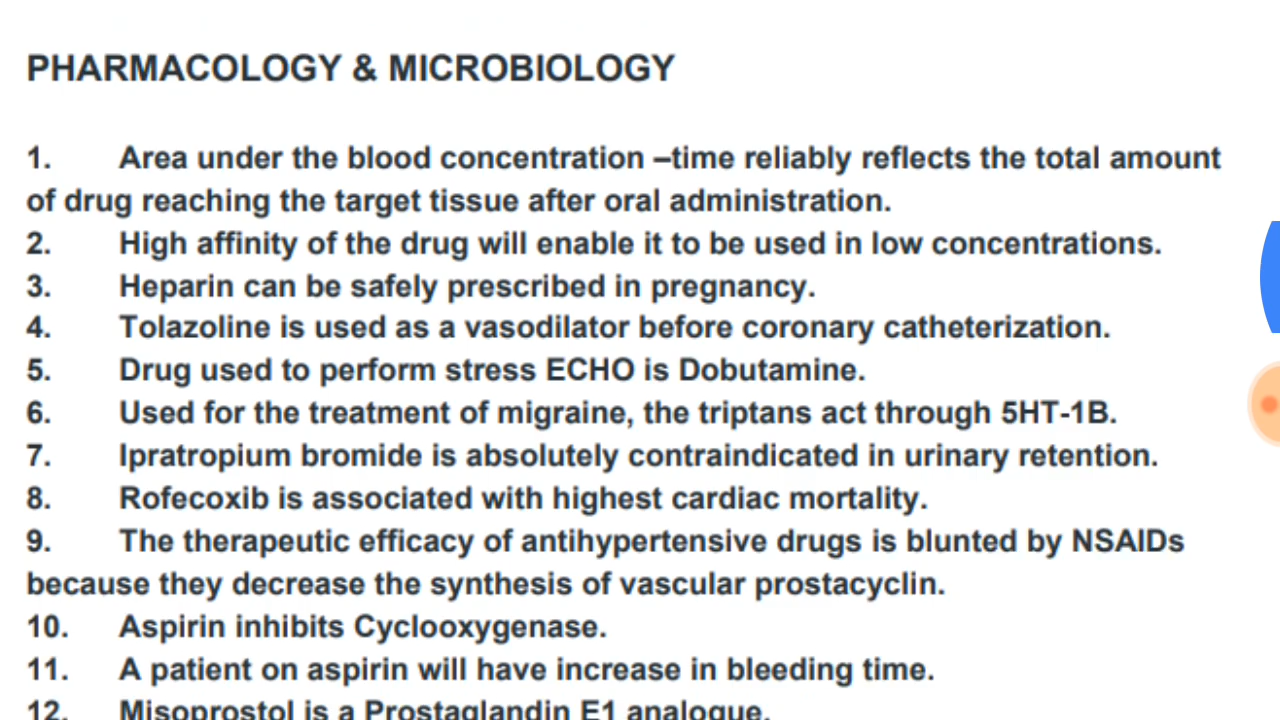 PHARMACOLOGY & MICROBIOLOGY
1. Area under the blood concentration –time reliably reflects the total amount
of drug reaching the target tissue after oral administration.
2. High affinity of the drug will enable it to be used in low concentrations.
3. Heparin can be safely prescribed in pregnancy.
4. Tolazoline is used as a vasodilator before coronary catheterization.
5. Drug used to perform stress ECHO is Dobutamine.
6. Used for the treatment of migraine, the triptans act through 5HT-1B.
7. Ipratropium bromide is absolutely contraindicated in urinary retention.
8. Rofecoxib is associated with highest cardiac mortality.
9. The therapeutic efficacy of antihypertensive drugs is blunted by NSAIDs
because they decrease the synthesis of vascular prostacyclin.
10. Aspirin inhibits Cyclooxygenase.
11. A patient on aspirin will have increase in bleeding time.
12. Misoprostol is a Prostaglandin E1 analogue.